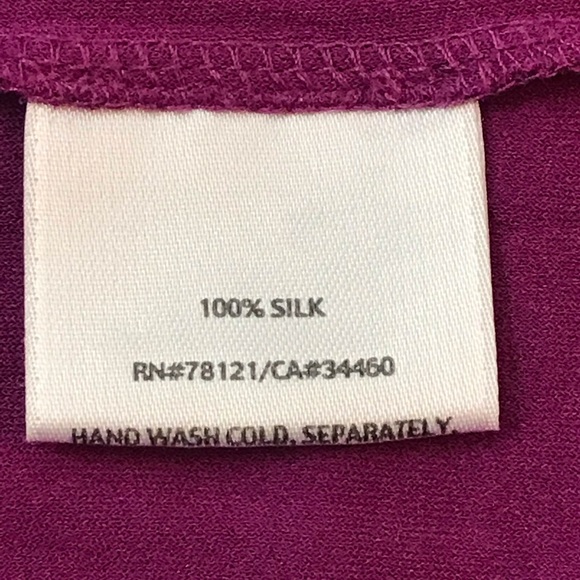 100% SILK
RN#78121/CA#34460
HAND WASH COLD, SEPARATELY.